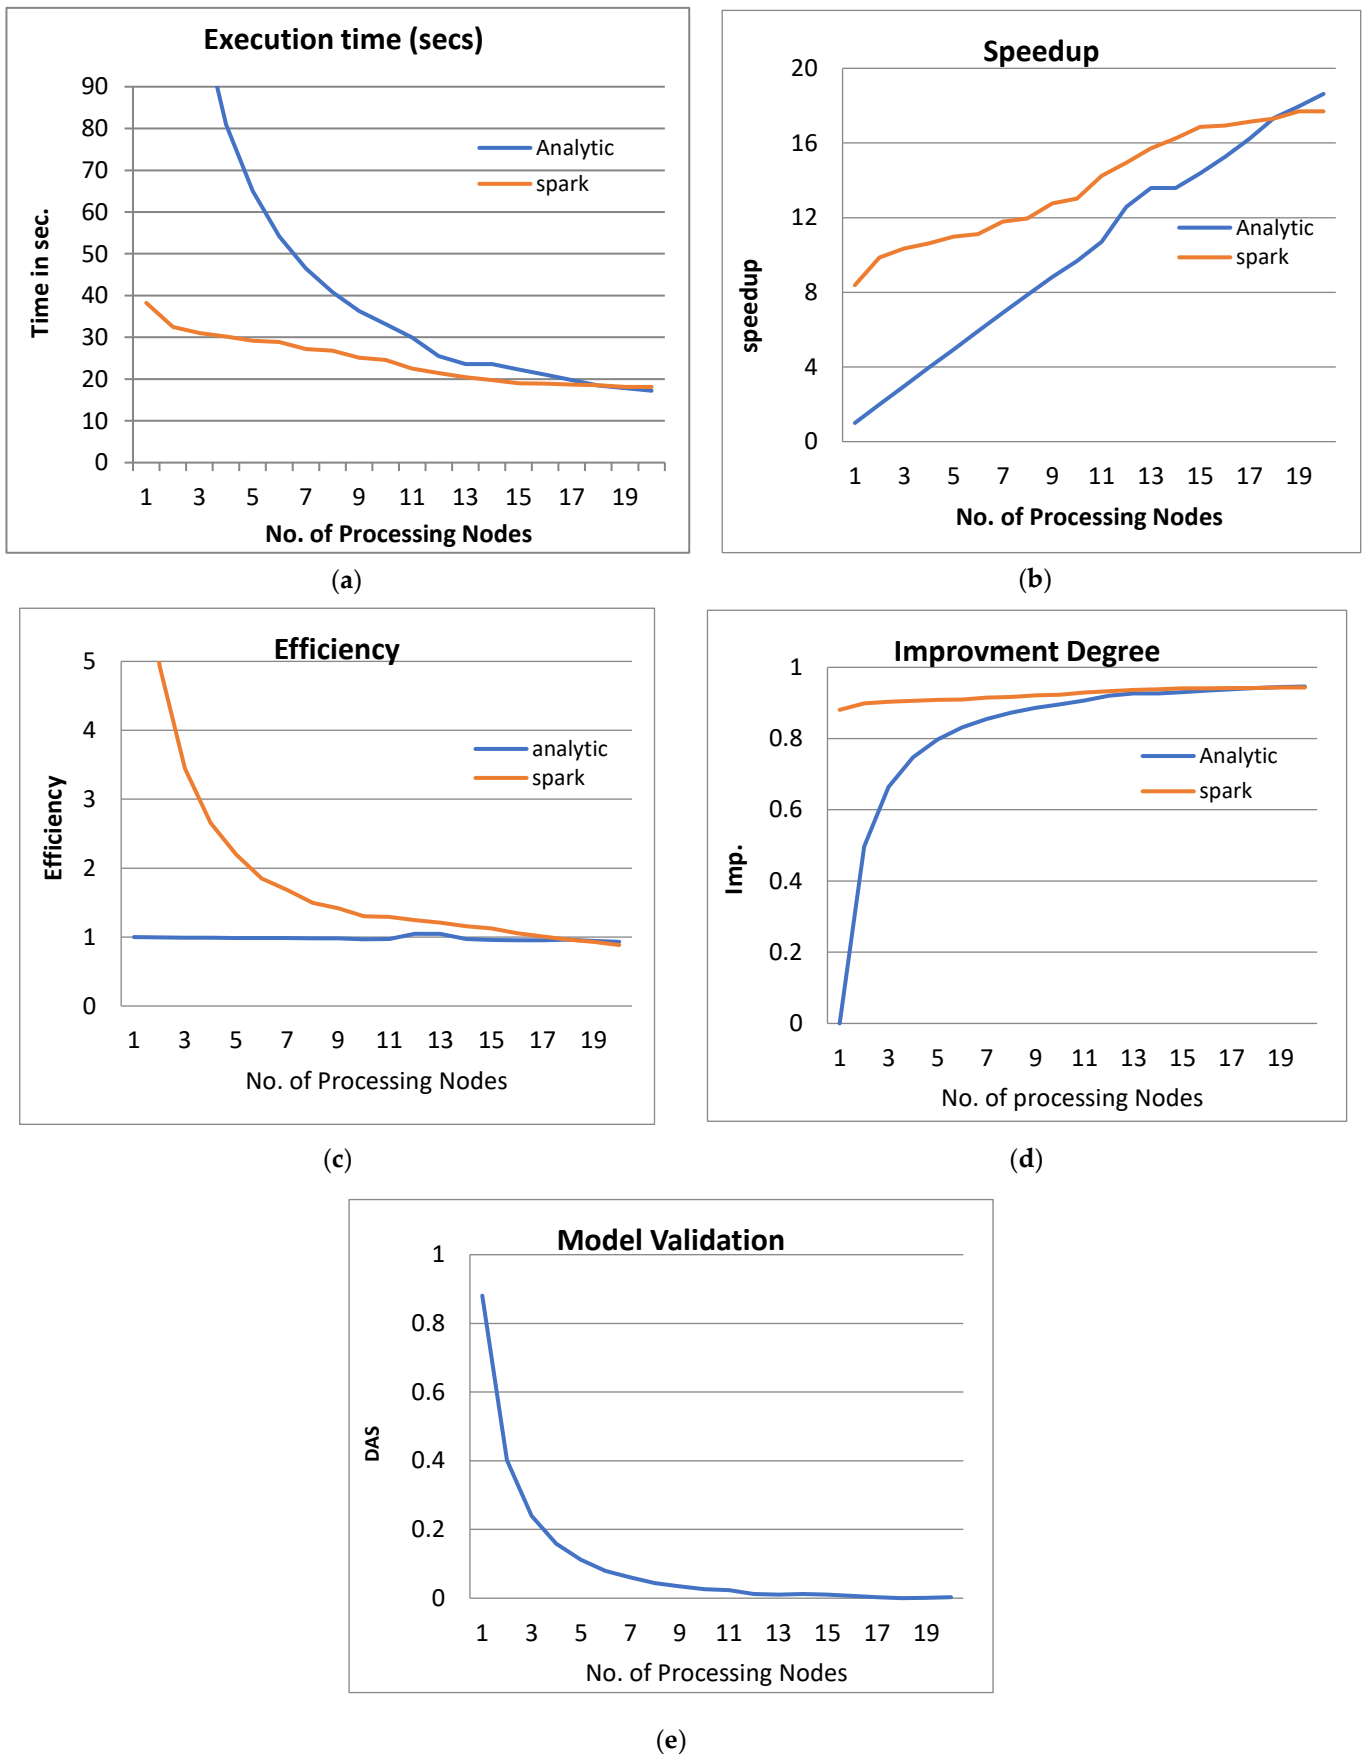 Execution time (secs)
90
80
70
60
50
40
30
20
10
0
Time in sec.
Analytic
spark
1 3 5 7 9 11 13 15 17 19
No. of Processing Nodes
(a)
Speedup
20
16
12
8
4
0
speedup
Analytic
spark
1 3 5 7 9 11 13 15 17 19
No. of Processing Nodes
(b)
Efficiency
5
4
3
2
1
0
Efficiency
analytic
spark
1 3 5 7 9 11 13 15 17 19
No. of Processing Nodes
(c)
Improvment Degree
1
0.8
0.6
0.4
0.2
0
Imp.
Analytic
spark
1 3 5 7 9 11 13 15 17 19
No. of processing Nodes
(d)
Model Validation
1
0.8
0.6
0.4
0.2
0
DAS
1 3 5 7 9 11 13 15 17 19
No. of Processing Nodes
(e)